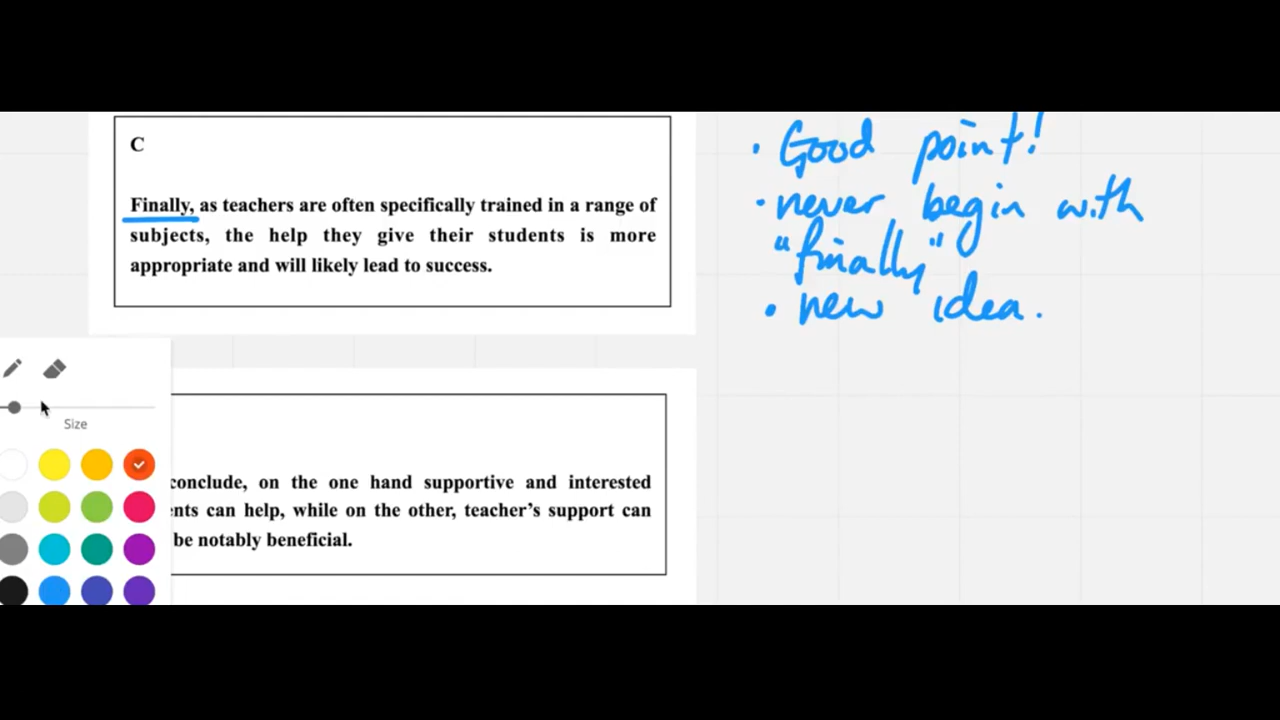 C
Finally, as teachers are often specifically trained in a range of
subjects, the help they give their students is more
appropriate and will likely lead to success.
· Good point!
· never begin with
"finally"
· new idea.
Size
conclude, on the one hand supportive and interested
nts can help, while on the other, teacher's support can
be notably beneficial.